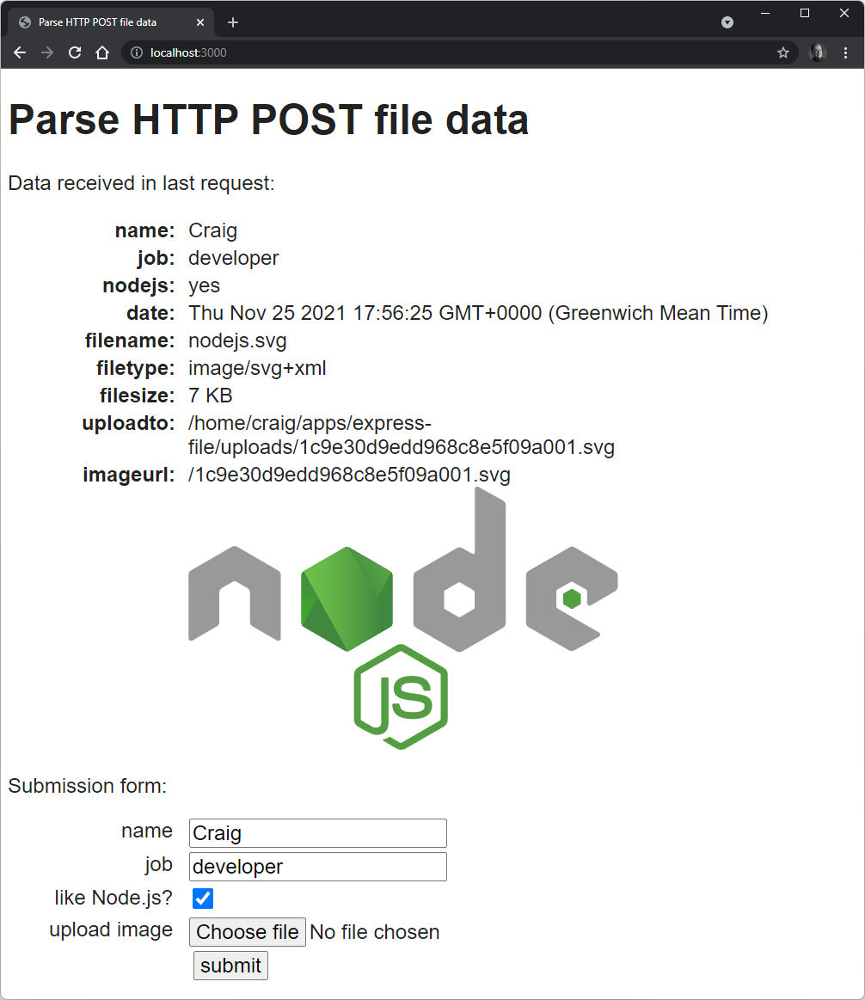 Parse HTTP POST file data
localhost:3000
Parse HTTP POST file data
Data received in last request:
name: Craig
job: developer
nodejs: yes
date: Thu Nov 25 2021 17:56:25 GMT+0000 (Greenwich Mean Time)
filename: nodejs.svg
filetype: image/svg+xml
filesize: 7 KB
uploadto: /home/craig/apps/express-
file/uploads/1c9e30d9edd968c8e5f09a001.svg
imageurl: /1c9e30d9edd968c8e5f09a001.svg
node
JS
Submission form:
name Craig
job developer
like Node.js?
upload image Choose file No file chosen
submit